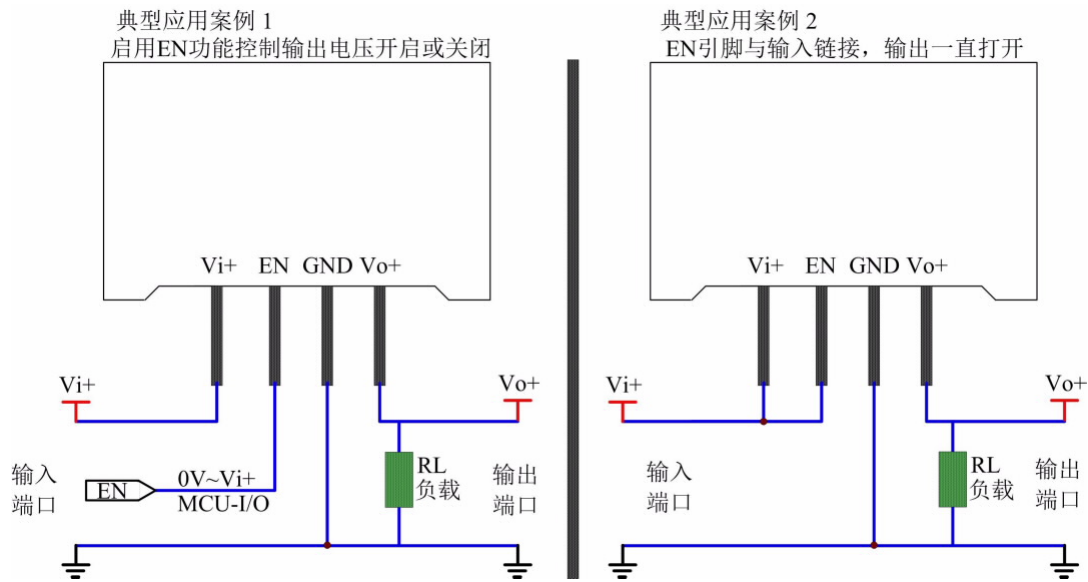 典型应用案例 1
启用EN功能控制输出电压开启或关闭
Vi+ EN GND Vo+
Vi+
Vo+
输入
端口
EN
0V~Vi+
MCU-I/O
RL
负载
输出
端口
典型应用案例 2
EN引脚与输入链接，输出一直打开
Vi+ EN GND Vo+
Vi+
Vo+
输入
端口
RL
负载
输出
端口